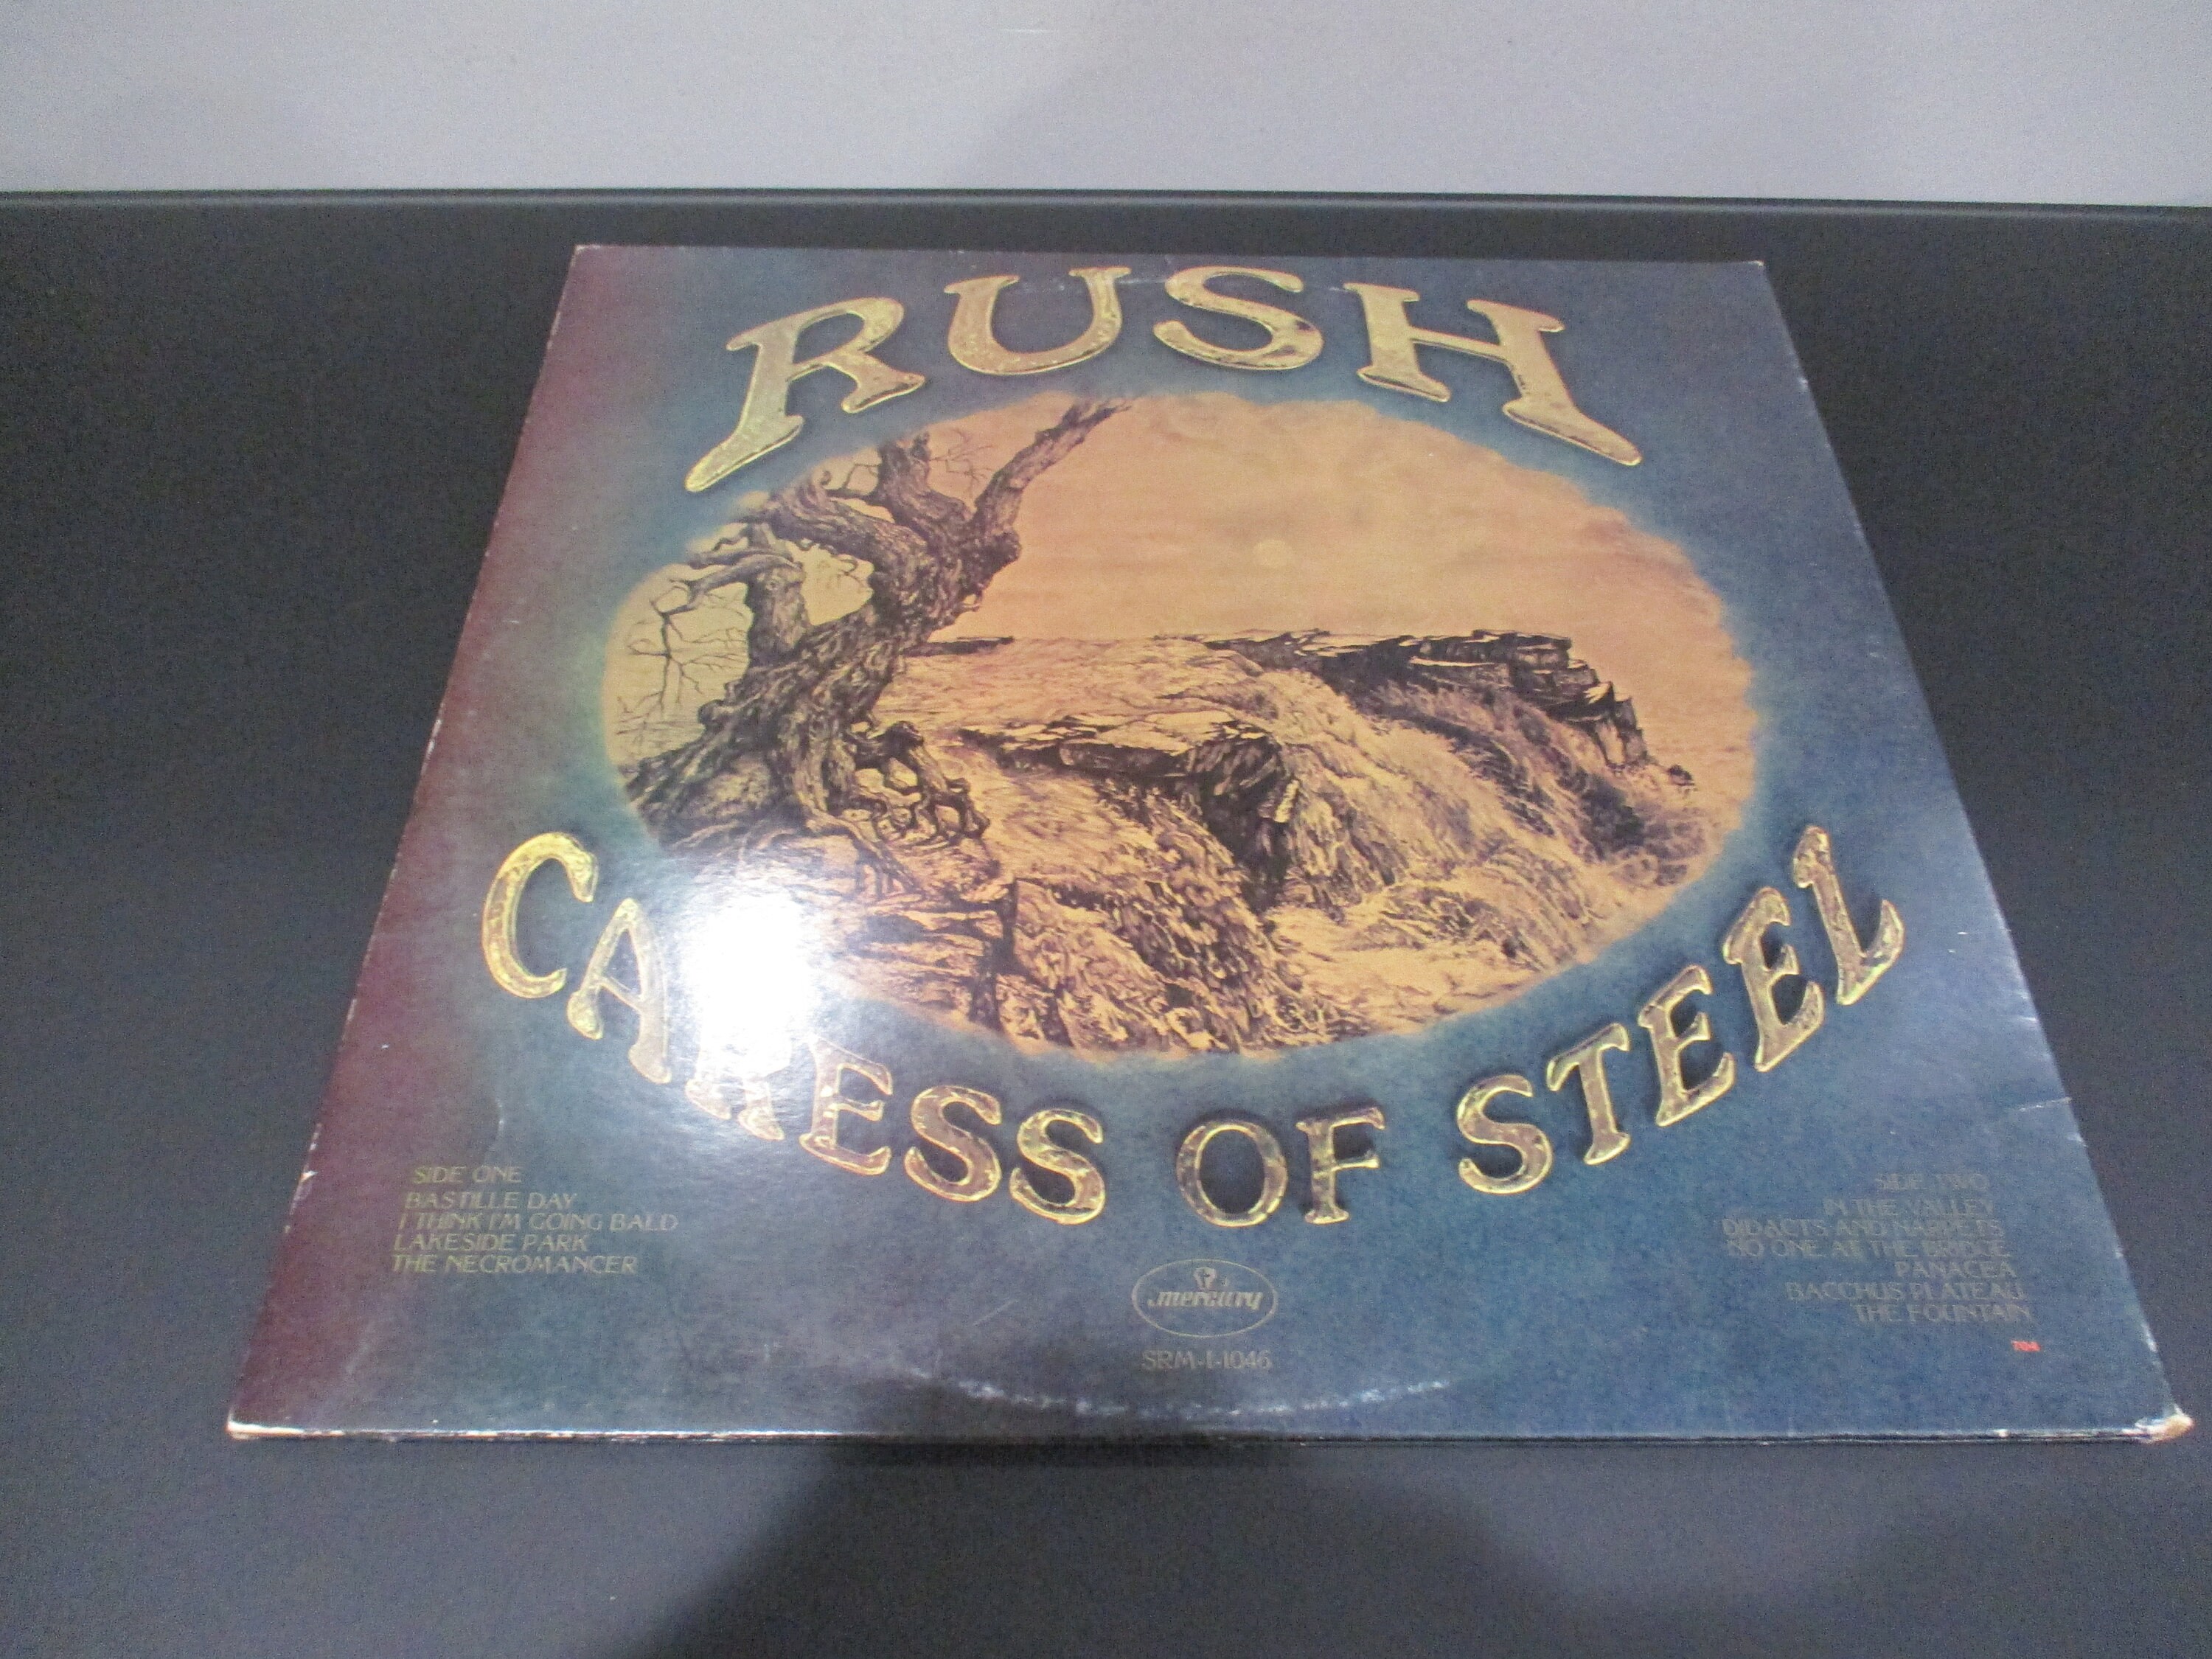 RUSH
CARESS OF STEEL
SIDE ONE
BASTILLE DAY
I THINK I'M GOING BALD
LAKESIDE PARK
THE NECROMANCER
SIDE TWO
IN THE VALLEY
DIDACTS AND NARPETS
NO ONE AT THE BRIDGE
PANACEA
BACCHUS PLATEAU
THE FOUNTAIN
704
mercury
SRM-1-1046